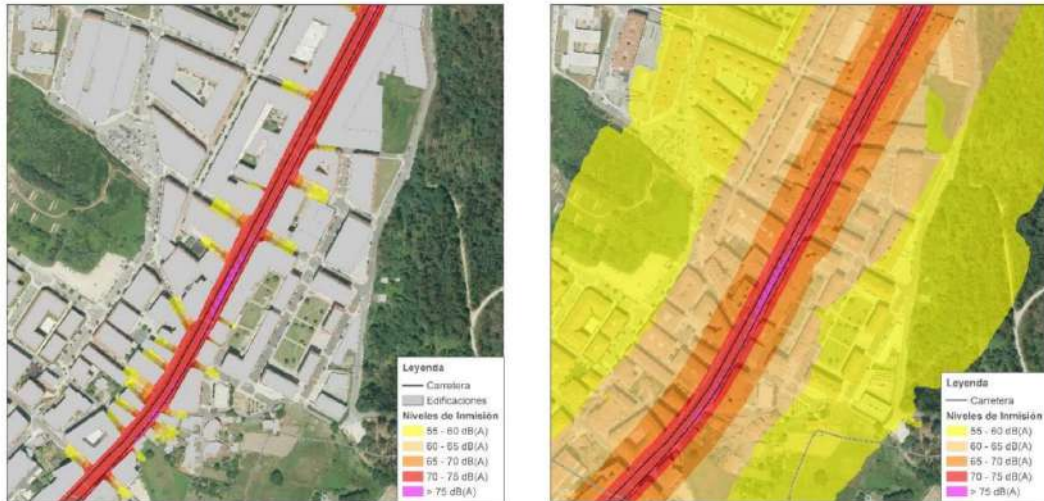 Leyenda
Carretera
Edificaciones
Niveles de Inmisión
55 - 60 dB(A)
60 - 65 dB(A)
65 - 70 dB(A)
70 - 75 dB(A)
> 75 dB(A)
Leyenda
Carretera
Niveles de Inmisión
55 - 60 dB(A)
60 - 65 dB(A)
65 - 70 dB(A)
70 - 75 dB(A)
> 75 dB(A)